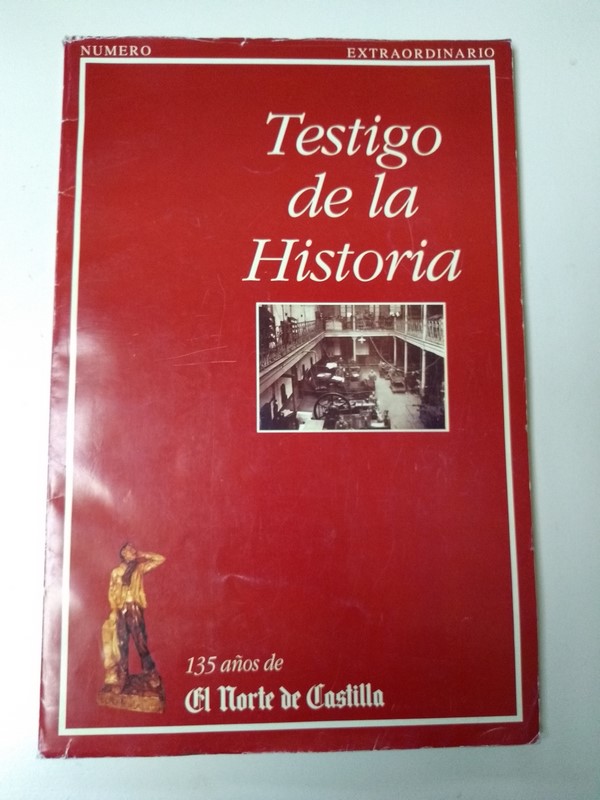 NUMERO EXTRAORDINARIO
Testigo
de la
Historia
135 años de
El Norte de Castilla